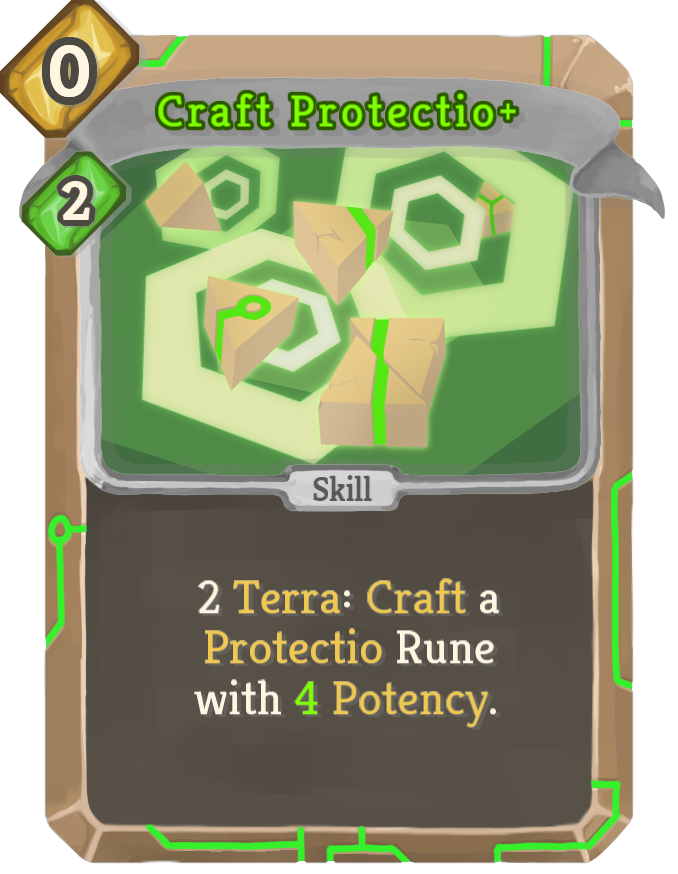 0
Craft Protectio+
2
Skill
2 Terra: Craft a
Protectio Rune
with 4 Potency.